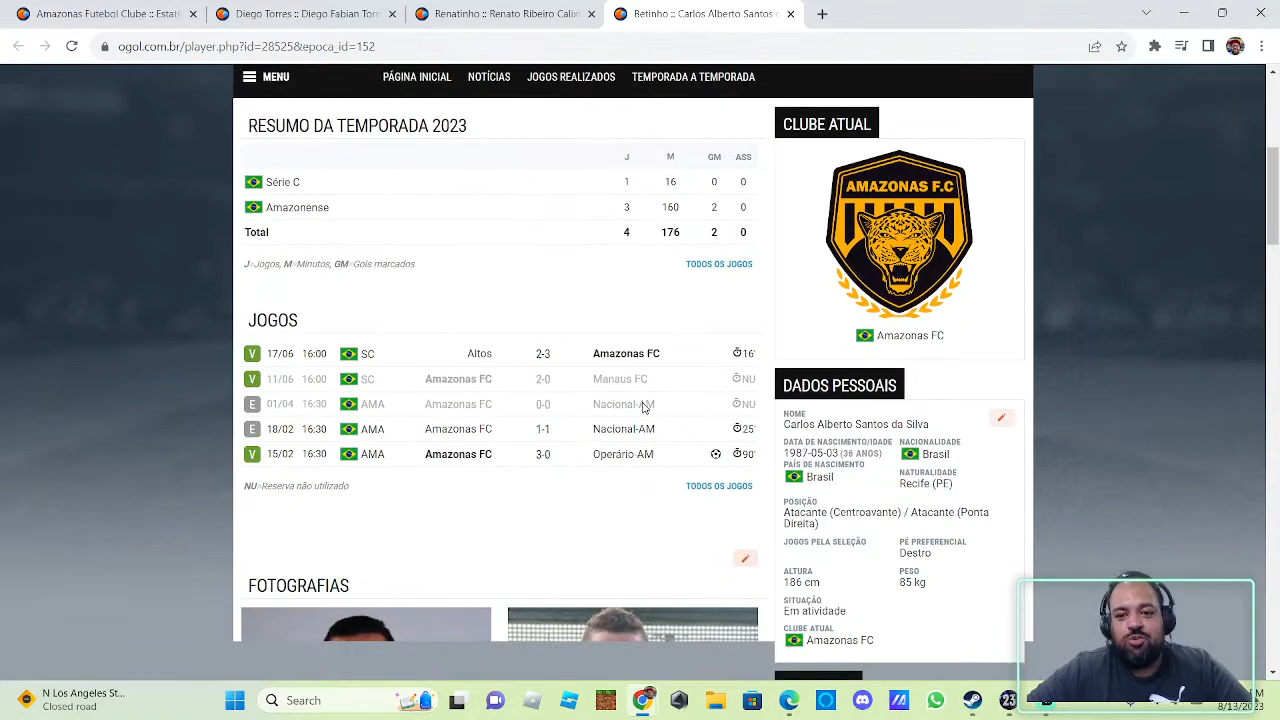 Amazonas Futebol Clube :: Estatí
Diegos :: Diego Fabiano Torre
Renanzinho :: Renato Ribeiro Calix
Betinho :: Carlos Alberto Santos
ogol.com.br/player.php?id=28525&epoca_id=152
MENU
PÁGINA INICIAL NOTÍCIAS JOGOS REALIZADOS TEMPORADA A TEMPORADA
RESUMO DA TEMPORADA 2023
J M GM ASS
Série C 1 16 0 0
Amazonense 3 160 2 0
Total 4 176 2 0
J=Jogos, M=Minutos, GM=Gols marcados TODOS OS JOGOS
JOGOS
V 17/06 16:00 SC Altos 2-3 Amazonas FC 16'
V 11/06 16:00 SC Amazonas FC 2-0 Manaus FC NU
E 01/04 16:30 AMA Amazonas FC 0-0 Nacional-AM NU
E 18/02 16:30 AMA Amazonas FC 1-1 Nacional-AM 25'
V 15/02 16:30 AMA Amazonas FC 3-0 Operário-AM 90'
NU=Reserva não utilizado TODOS OS JOGOS
FOTOGRAFIAS
CLUBE ATUAL
AMAZONAS F.C
Amazonas FC
DADOS PESSOAIS
NOME
Carlos Alberto Santos da Silva
DATA DE NASCIMENTO/IDADE NACIONALIDADE
1987-05-03 (36 ANOS) Brasil
PAÍS DE NASCIMENTO NATURALIDADE
Brasil Recife (PE)
POSIÇÃO
Atacante (Centroavante) / Atacante (Ponta
Direita)
JOGOS PELA SELEÇÃO PÉ PREFERENCIAL
Destro
ALTURA PESO
186 cm 85 kg
SITUAÇÃO
Em atividade
CLUBE ATUAL
Amazonas FC
N Los Angeles St...
Closed road
Search
23
8/13/2023